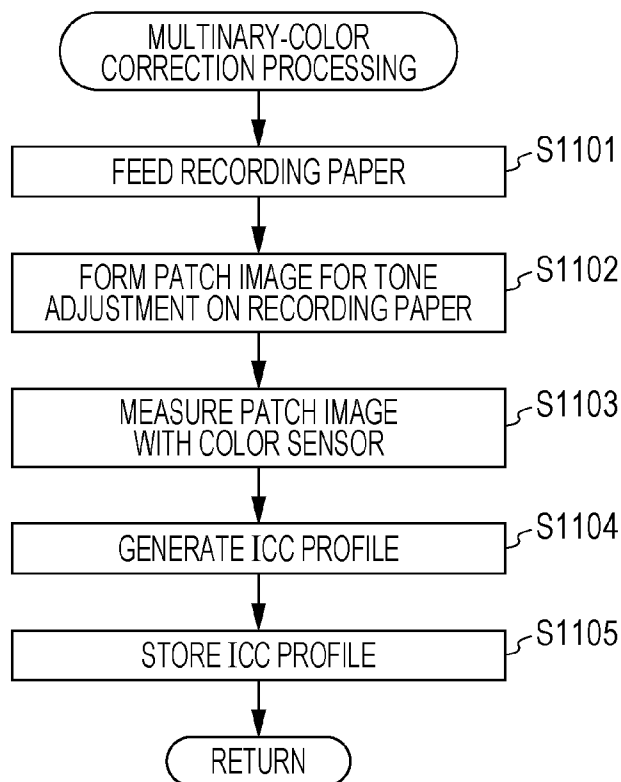 MULTINARY-COLOR
CORRECTION PROCESSING
S1101
FEED RECORDING PAPER
S1102
FORM PATCH IMAGE FOR TONE
ADJUSTMENT ON RECORDING PAPER
S1103
MEASURE PATCH IMAGE
WITH COLOR SENSOR
S1104
GENERATE ICC PROFILE
S1105
STORE ICC PROFILE
RETURN